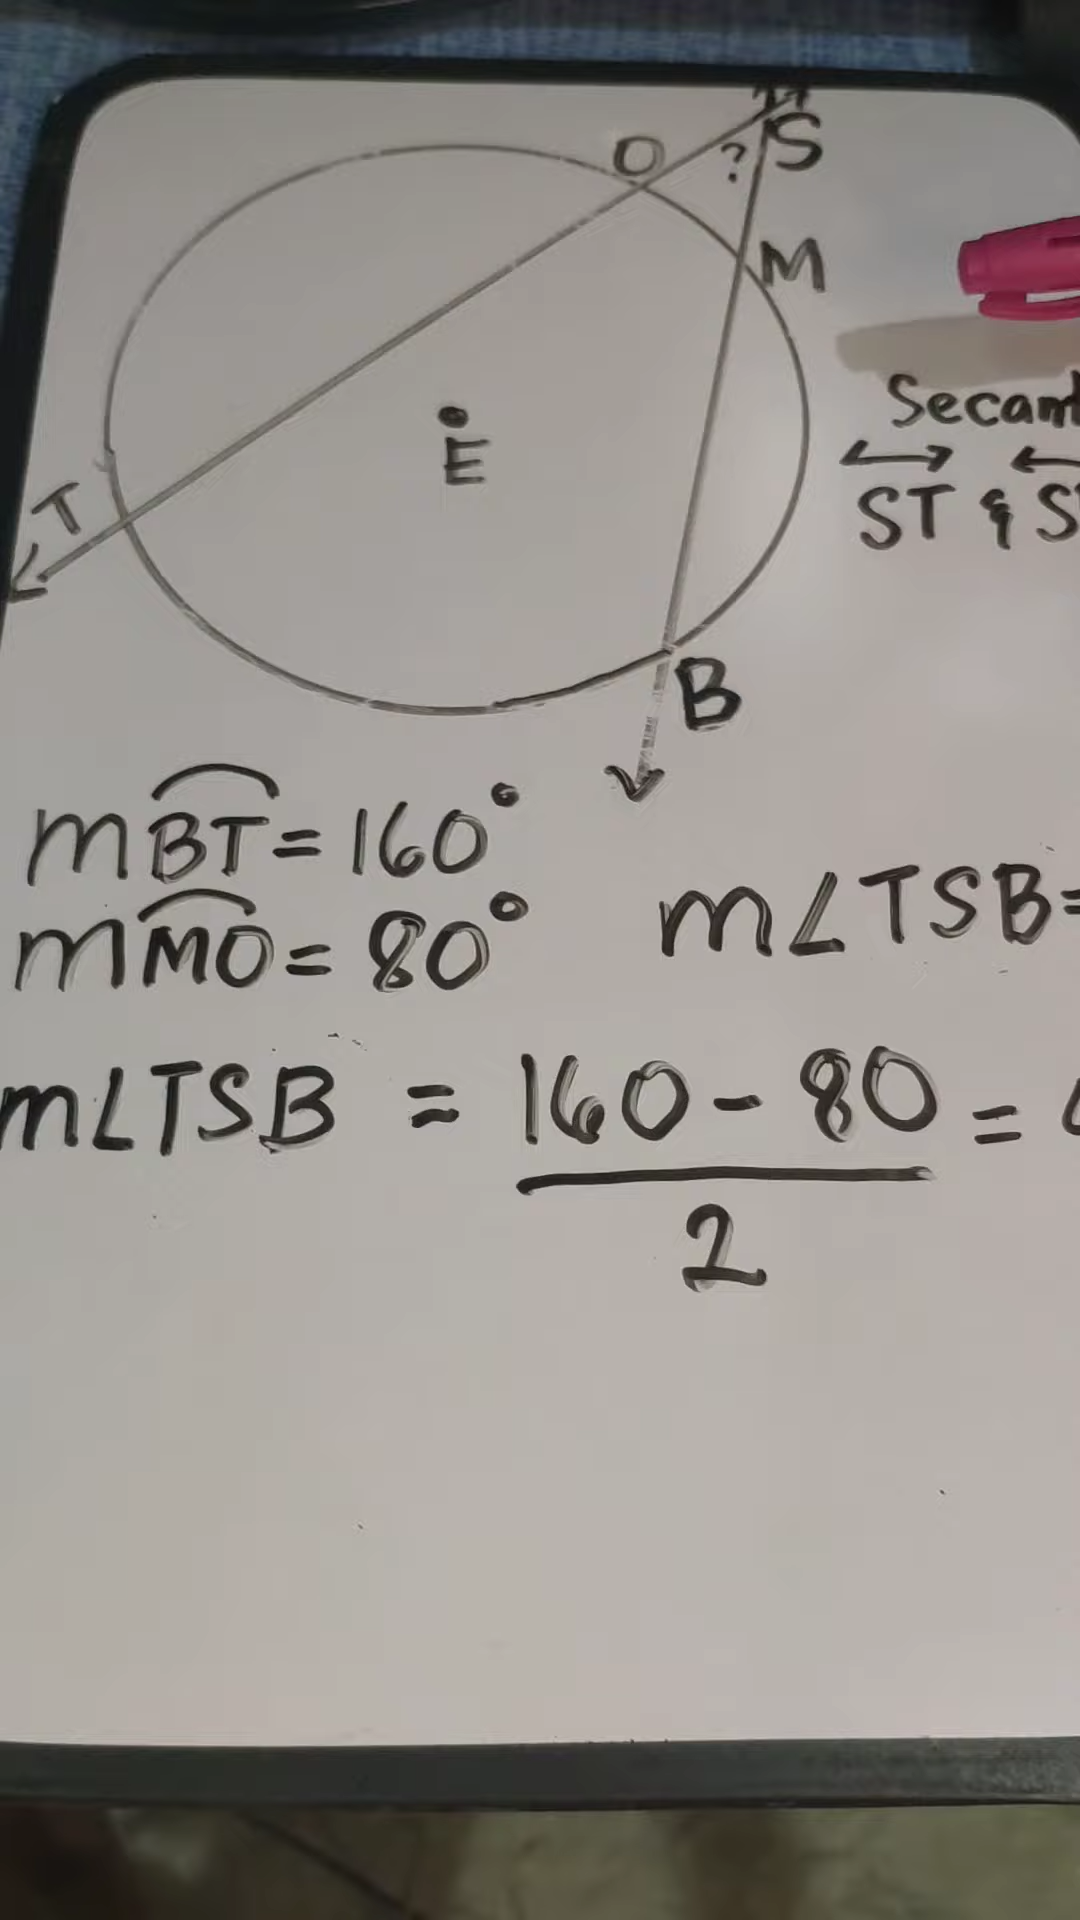 O
S
?
M
E
T
B
Secant
ST & S
mBT = 160°
mMO = 80°
m∠TSB=
m∠TSB = 160 - 80 =
2